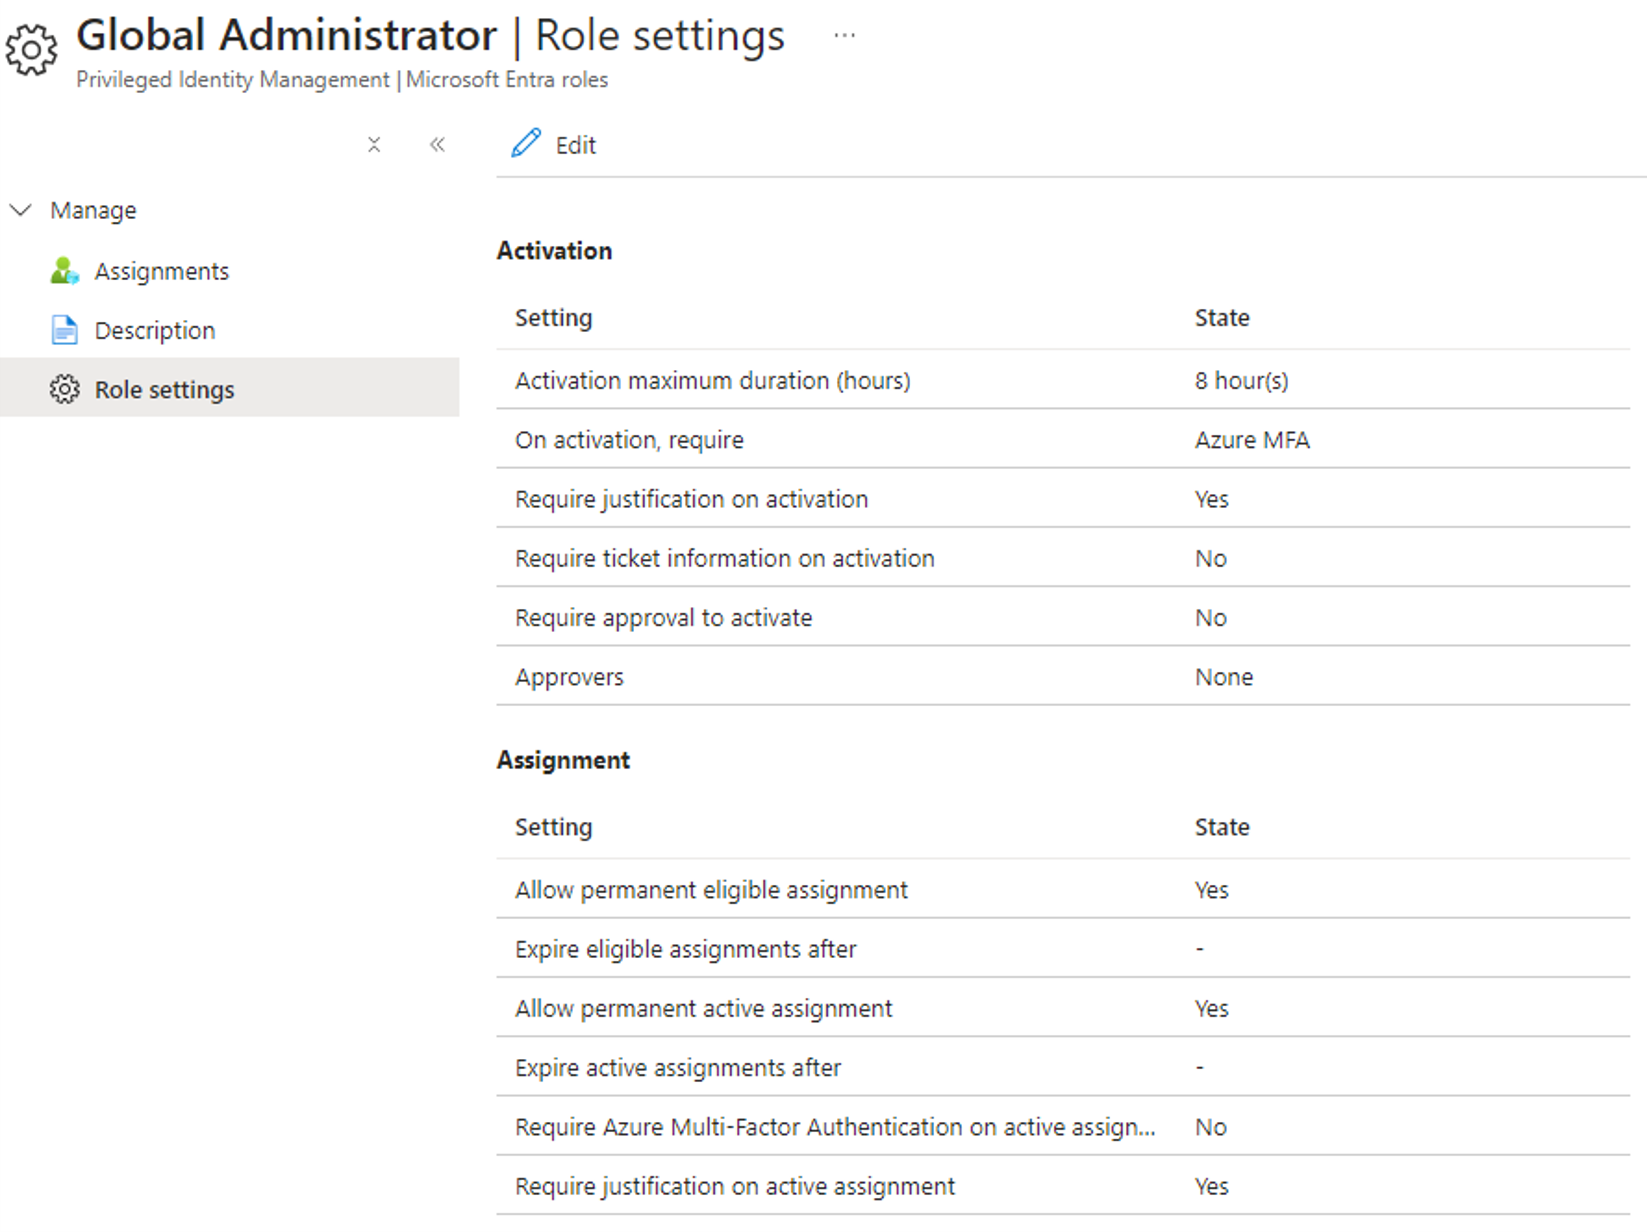 Global Administrator | Role settings ...
Privileged Identity Management | Microsoft Entra roles
Edit
Manage
Assignments
Description
Role settings
Activation
Setting State
Activation maximum duration (hours) 8 hour(s)
On activation, require Azure MFA
Require justification on activation Yes
Require ticket information on activation No
Require approval to activate No
Approvers None
Assignment
Setting State
Allow permanent eligible assignment Yes
Expire eligible assignments after -
Allow permanent active assignment Yes
Expire active assignments after -
Require Azure Multi-Factor Authentication on active assign... No
Require justification on active assignment Yes